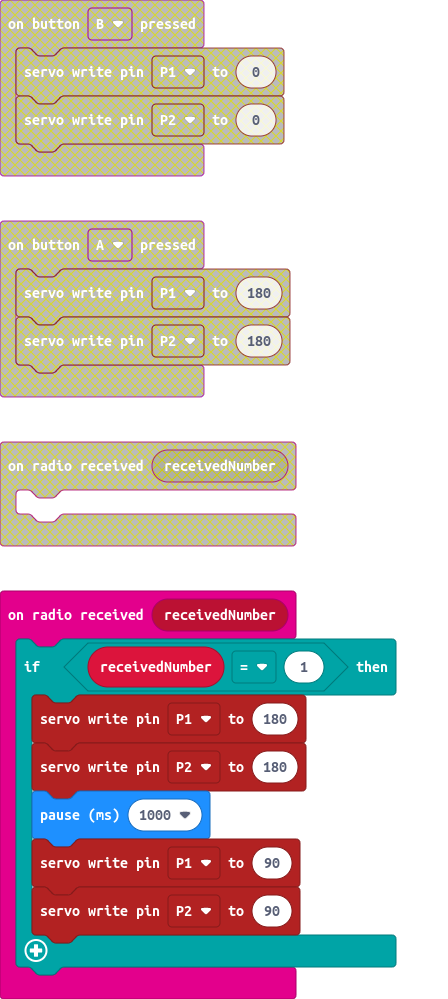 on button B pressed
servo write pin P1 to 0
servo write pin P2 to 0
on button A pressed
servo write pin P1 to 180
servo write pin P2 to 180
on radio received receivedNumber
on radio received receivedNumber
if receivedNumber = 1 then
servo write pin P1 to 180
servo write pin P2 to 180
pause (ms) 1000
servo write pin P1 to 90
servo write pin P2 to 90